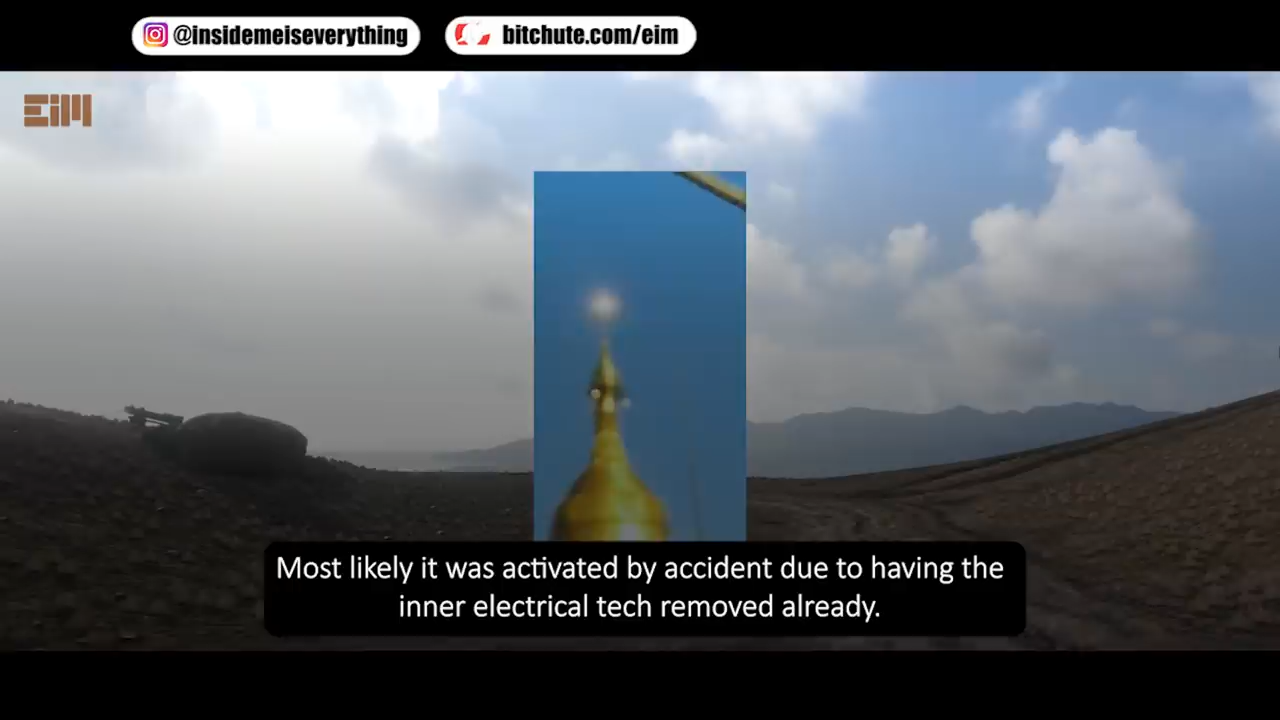 @insidemeiseverything
bitchute.com/eim
EiM
Most likely it was activated by accident due to having the
inner electrical tech removed already.